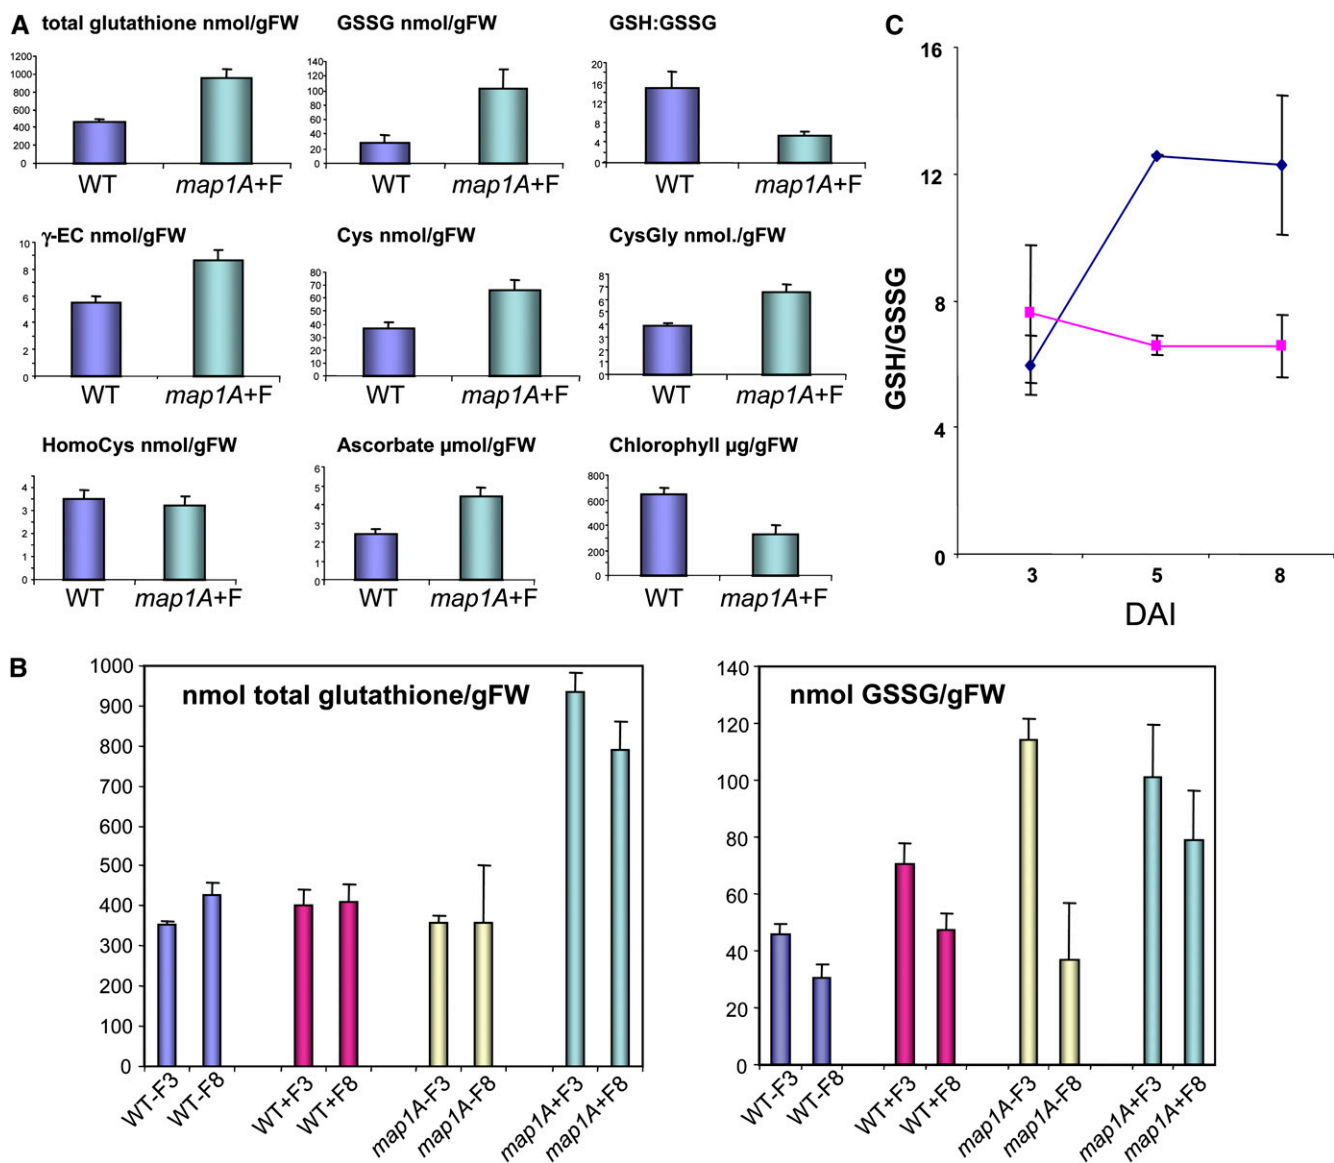 A total glutathione nmol/gFW
1200
1000
800
600
400
200
0
WT map1A+F
GSSG nmol/gFW
140
120
100
80
60
40
20
0
WT map1A+F
GSH:GSSG
20
16
12
8
4
0
WT map1A+F
γ-EC nmol/gFW
10
8
6
4
2
0
WT map1A+F
Cys nmol/gFW
80
70
60
50
40
30
20
10
0
WT map1A+F
CysGly nmol./gFW
8
7
6
5
4
3
2
1
0
WT map1A+F
HomoCys nmol/gFW
4
4
3
3
2
2
1
1
0
WT map1A+F
Ascorbate µmol/gFW
6
5
4
3
2
1
0
WT map1A+F
Chlorophyll µg/gFW
800
600
400
200
0
WT map1A+F
C
16
12
8
4
0
GSH/GSSG
3 5 8
DAI
B
nmol total glutathione/gFW
1000
900
800
700
600
500
400
300
200
100
0
WT-F3
WT-F8
WT+F3
WT+F8
map1A-F3
map1A-F8
map1A+F3
map1A+F8
nmol GSSG/gFW
140
120
100
80
60
40
20
0
WT-F3
WT-F8
WT+F3
WT+F8
map1A-F3
map1A-F8
map1A+F3
map1A+F8